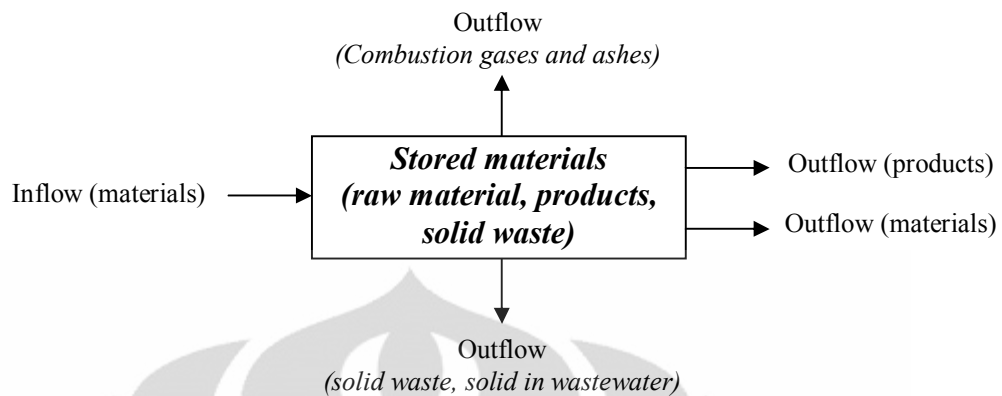 Outflow
(Combustion gases and ashes)
Stored materials
(raw material, products,
solid waste)
Inflow (materials)
Outflow (products)
Outflow (materials)
Outflow
(solid waste, solid in wastewater)